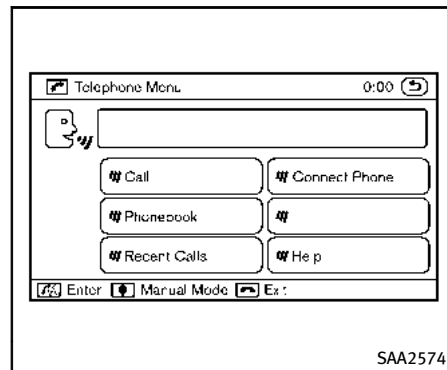 Telephone Menu 0:00
Call Connect Phone
Phonebook
Recent Calls Help
Enter Manual Mode Exit
SAA2574